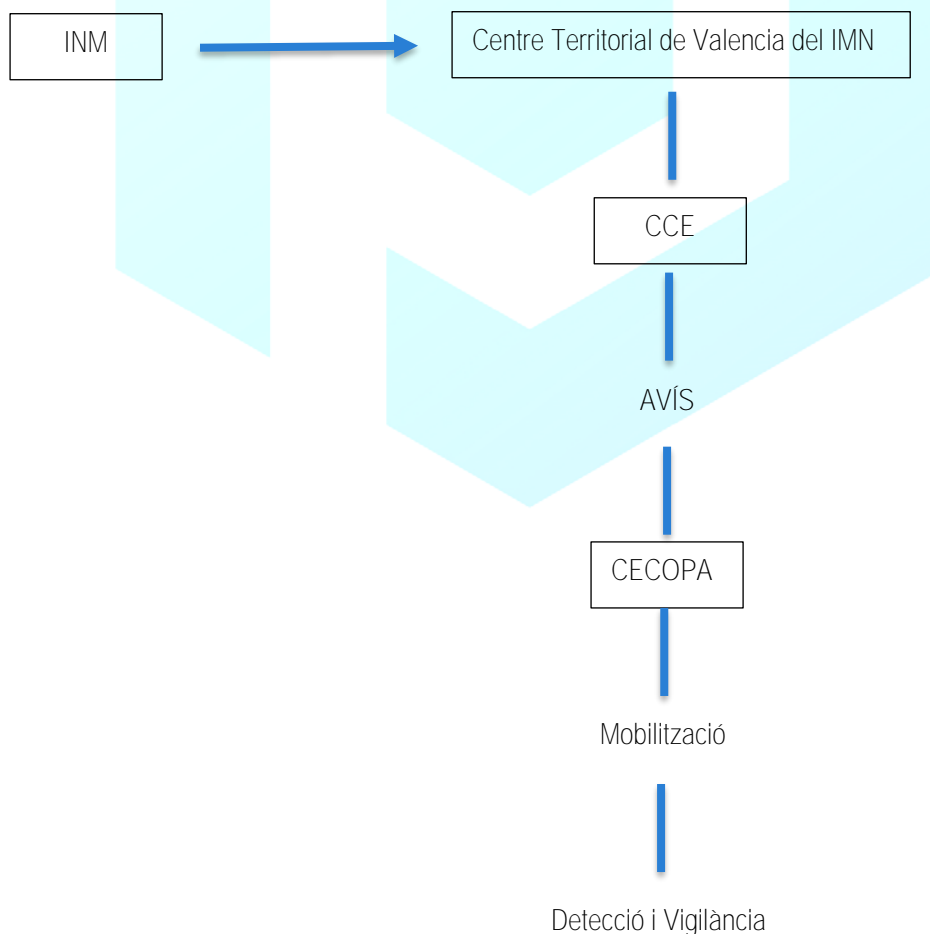 INM
Centre Territorial de Valencia del IMN
CCE
AVÍS
CECOPA
Mobilització
Detecció i Vigilància